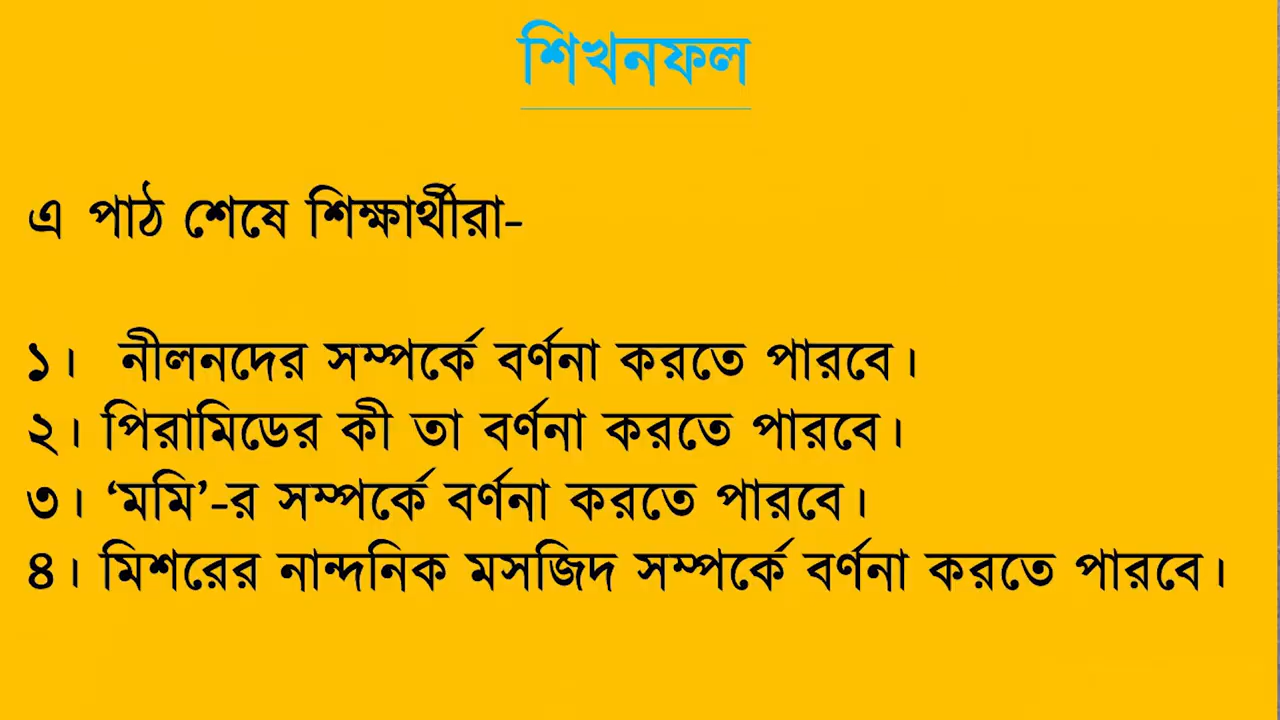 শিখনফল
এ পাঠ শেষে শিক্ষার্থীরা-
১। নীলনদের সম্পর্কে বর্ণনা করতে পারবে।
২। পিরামিডের কী তা বর্ণনা করতে পারবে।
৩। ‘মমি’-র সম্পর্কে বর্ণনা করতে পারবে।
৪। মিশরের নান্দনিক মসজিদ সম্পর্কে বর্ণনা করতে পারবে।